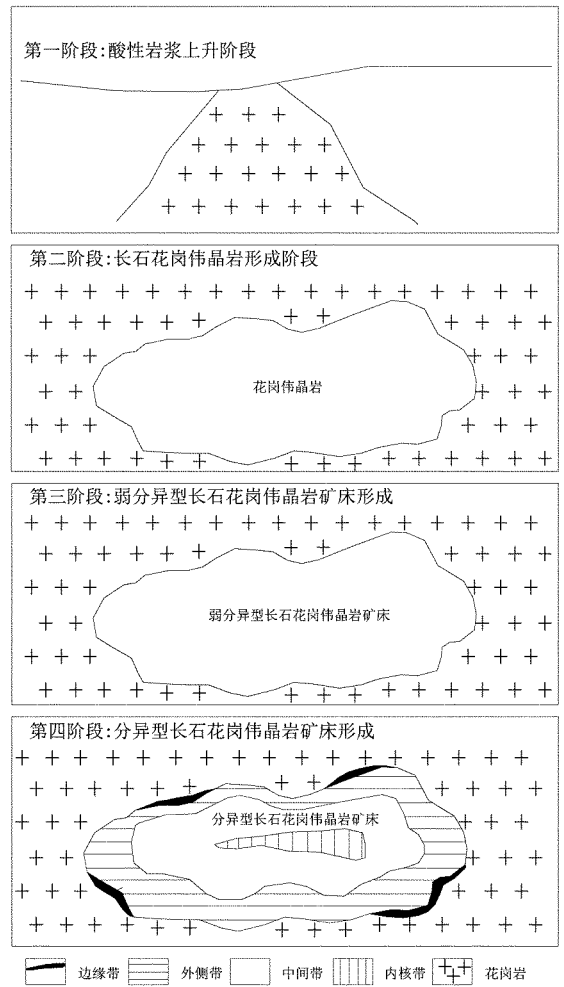 第一阶段:酸性岩浆上升阶段
第二阶段:长石花岗伟晶岩形成阶段
花岗伟晶岩
第三阶段:弱分异型长石花岗伟晶岩矿床形成
弱分异型长石花岗伟晶岩矿床
第四阶段:分异型长石花岗伟晶岩矿床形成
分异型长石花岗伟晶岩矿床
边缘带 外侧带 中间带 内核带 花岗岩